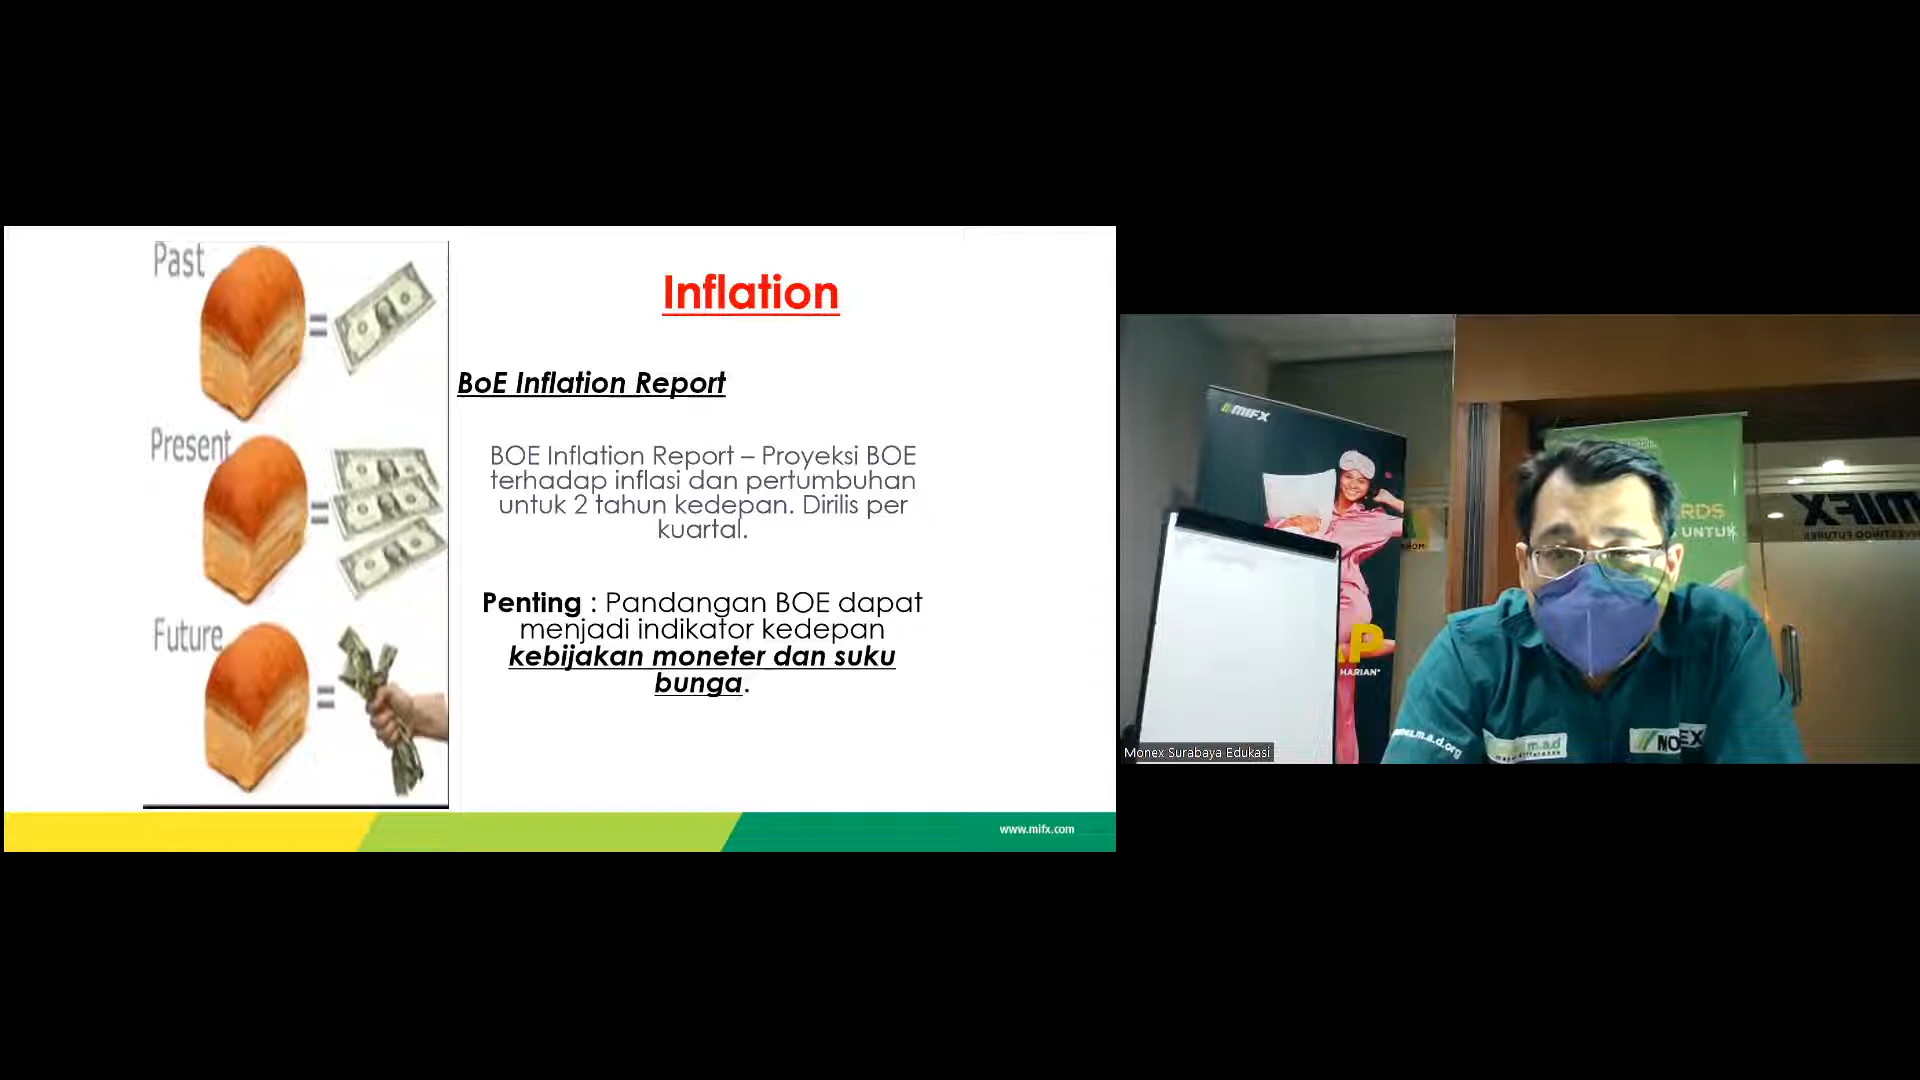 Past
Present
Future
Inflation
BoE Inflation Report
BOE Inflation Report – Proyeksi BOE
terhadap inflasi dan pertumbuhan
untuk 2 tahun kedepan. Dirilis per
kuartal.
Penting : Pandangan BOE dapat
menjadi indikator kedepan
kebijakan moneter dan suku
bunga.
www.mifx.com
MIFX
RDS
UNTUK
MIFX
HARIAN*
m.a.d
Monex Surabaya Edukasi